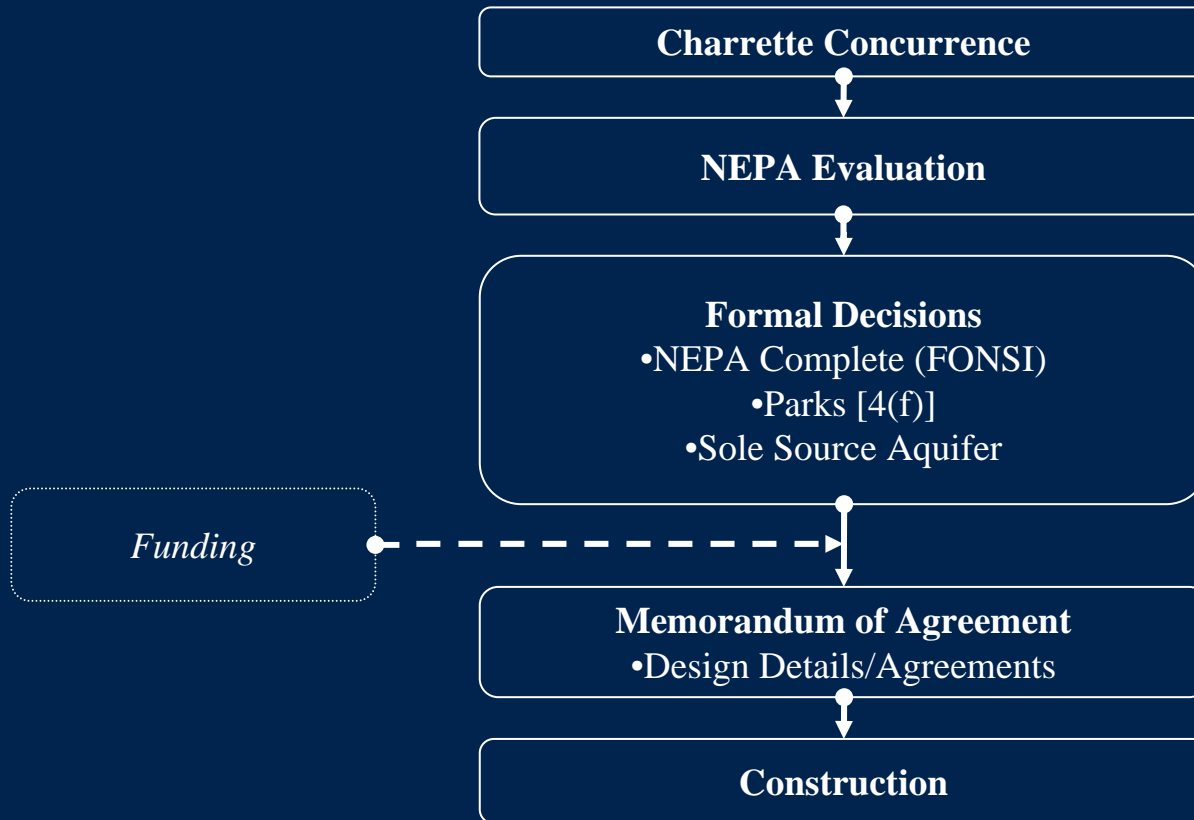 Charrette Concurrence
NEPA Evaluation
Formal Decisions
•NEPA Complete (FONSI)
•Parks [4(f)]
•Sole Source Aquifer
Funding
Memorandum of Agreement
•Design Details/Agreements
Construction